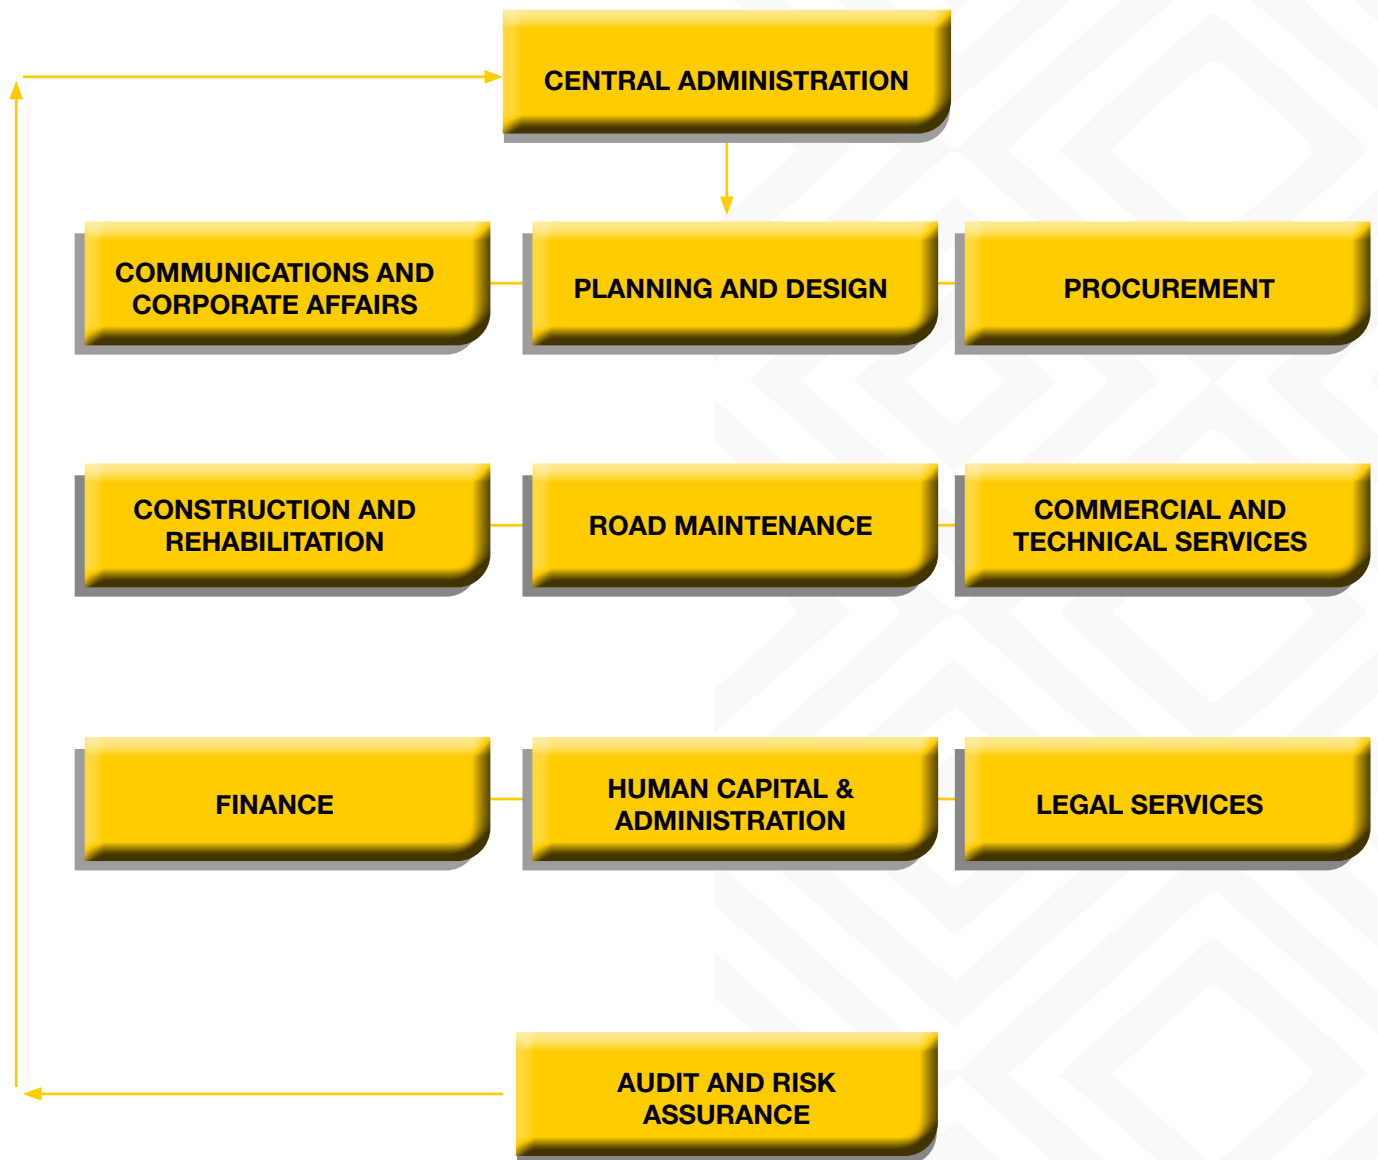 CENTRAL ADMINISTRATION
COMMUNICATIONS AND
CORPORATE AFFAIRS
PLANNING AND DESIGN
PROCUREMENT
CONSTRUCTION AND
REHABILITATION
ROAD MAINTENANCE
COMMERCIAL AND
TECHNICAL SERVICES
FINANCE
HUMAN CAPITAL &
ADMINISTRATION
LEGAL SERVICES
AUDIT AND RISK
ASSURANCE